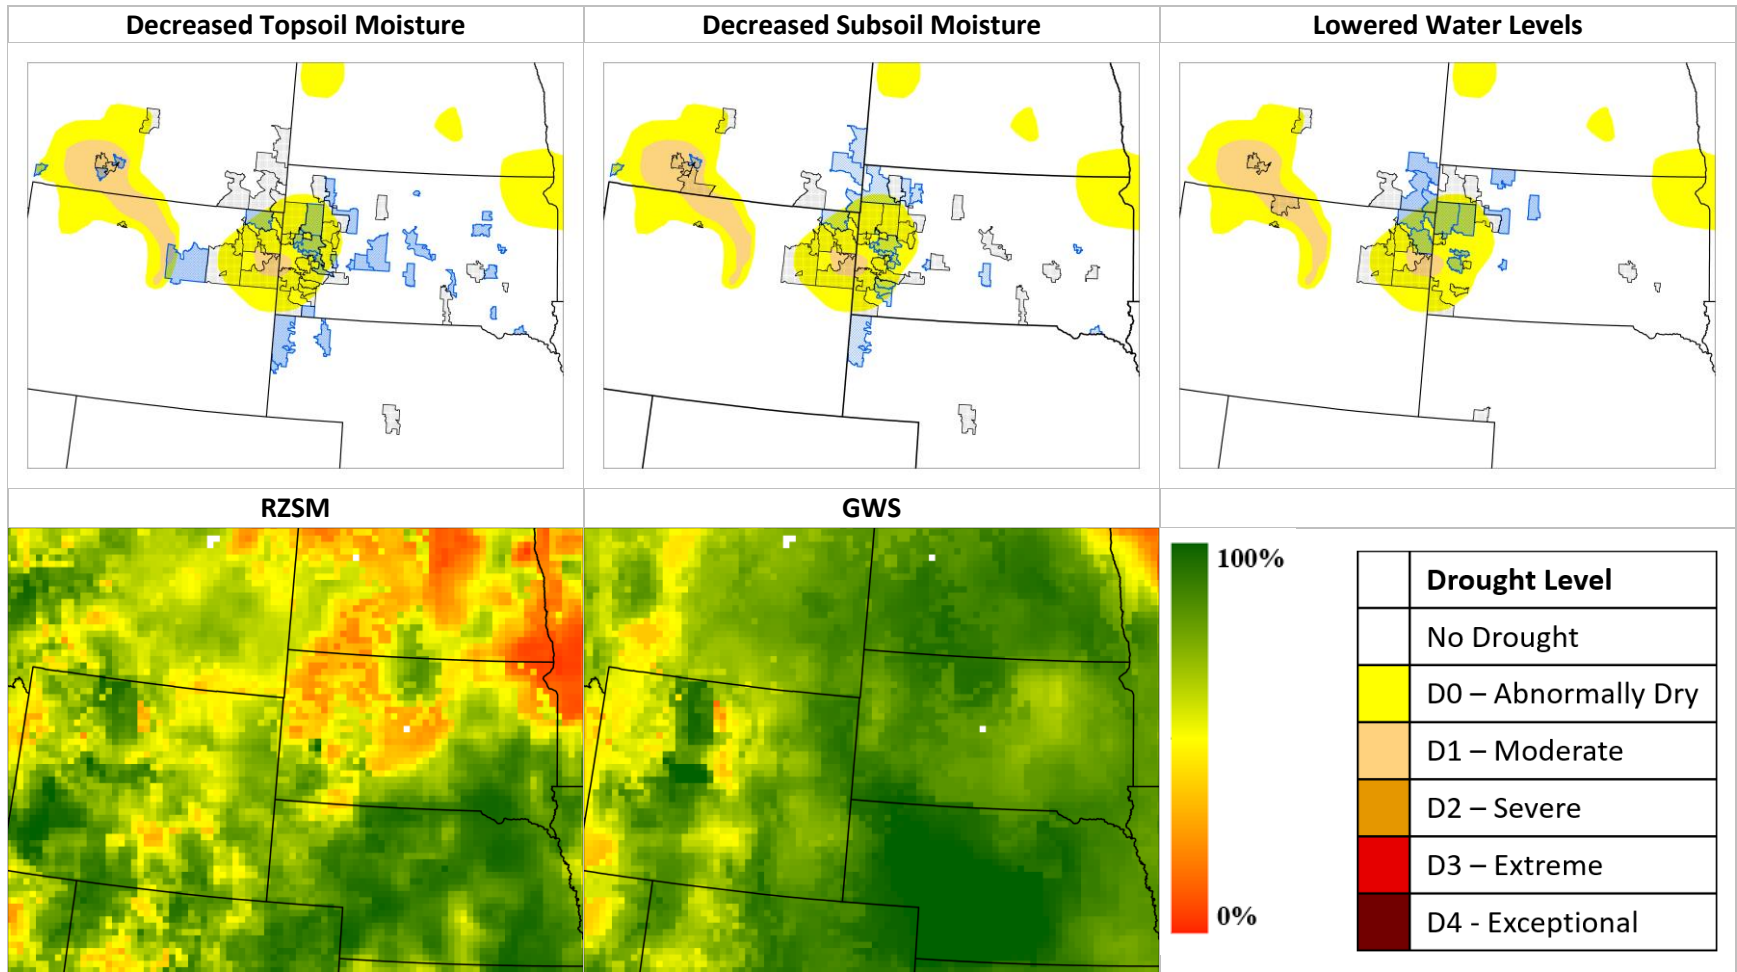 Decreased Topsoil Moisture
Decreased Subsoil Moisture
Lowered Water Levels
RZSM
GWS
100%
0%
Drought Level
No Drought
D0 – Abnormally Dry
D1 – Moderate
D2 – Severe
D3 – Extreme
D4 - Exceptional